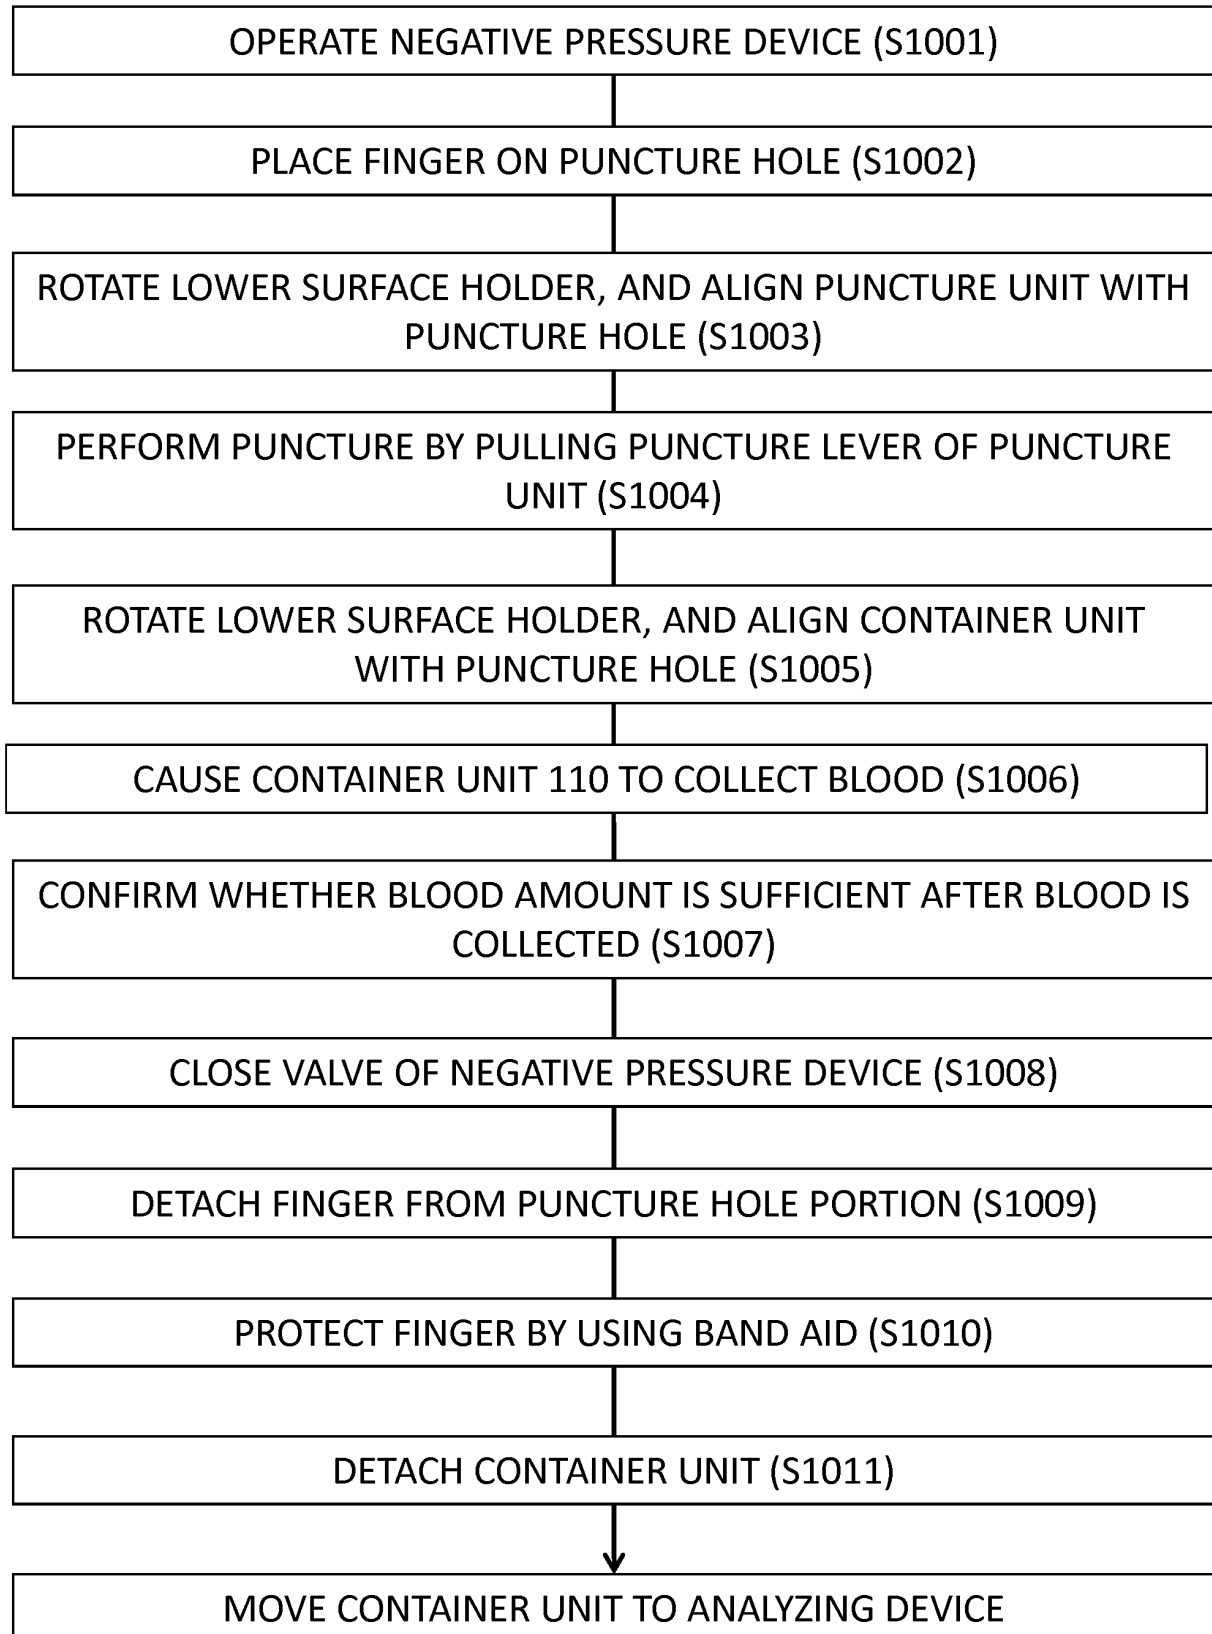 OPERATE NEGATIVE PRESSURE DEVICE (S1001)
PLACE FINGER ON PUNCTURE HOLE (S1002)
ROTATE LOWER SURFACE HOLDER, AND ALIGN PUNCTURE UNIT WITH
PUNCTURE HOLE (S1003)
PERFORM PUNCTURE BY PULLING PUNCTURE LEVER OF PUNCTURE
UNIT (S1004)
ROTATE LOWER SURFACE HOLDER, AND ALIGN CONTAINER UNIT
WITH PUNCTURE HOLE (S1005)
CAUSE CONTAINER UNIT 110 TO COLLECT BLOOD (S1006)
CONFIRM WHETHER BLOOD AMOUNT IS SUFFICIENT AFTER BLOOD IS
COLLECTED (S1007)
CLOSE VALVE OF NEGATIVE PRESSURE DEVICE (S1008)
DETACH FINGER FROM PUNCTURE HOLE PORTION (S1009)
PROTECT FINGER BY USING BAND AID (S1010)
DETACH CONTAINER UNIT (S1011)
MOVE CONTAINER UNIT TO ANALYZING DEVICE